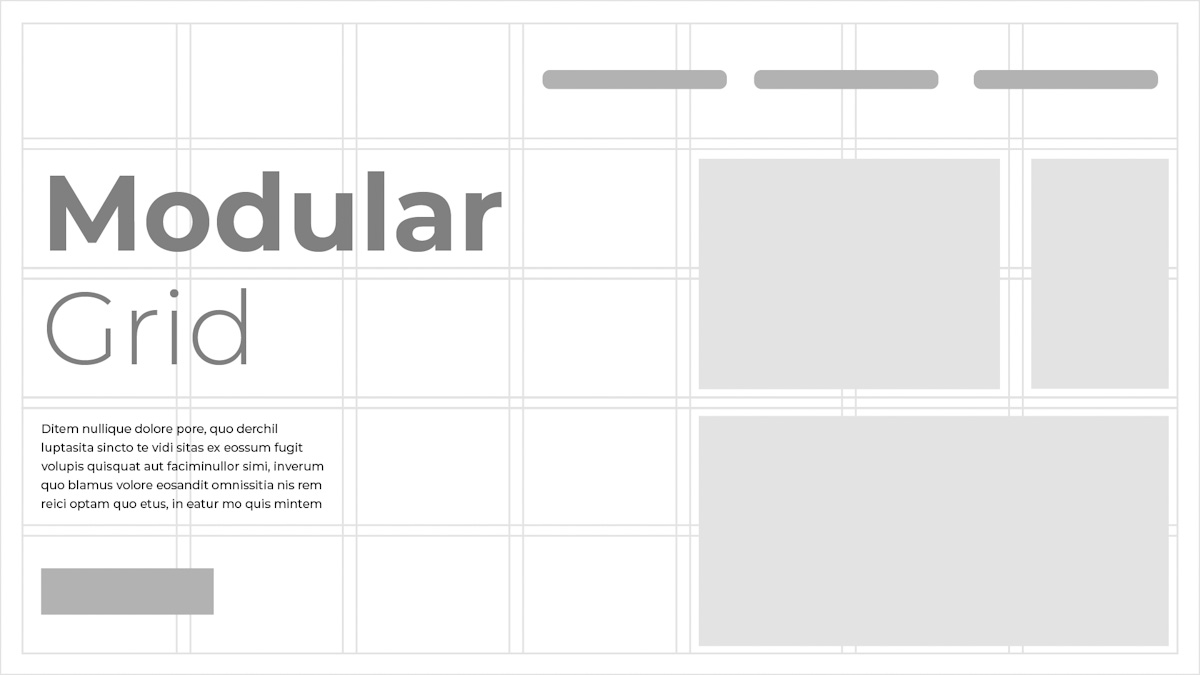 Modular
Grid
Ditem nullique dolore pore, quo derchil
luptasita sincto te vidi sitas ex eossum fugit
volupis quisquat aut faciminullor simi, inverum
quo blamus volore eosandit omnissitia nis rem
reici optam quo etus, in eatur mo quis mintem